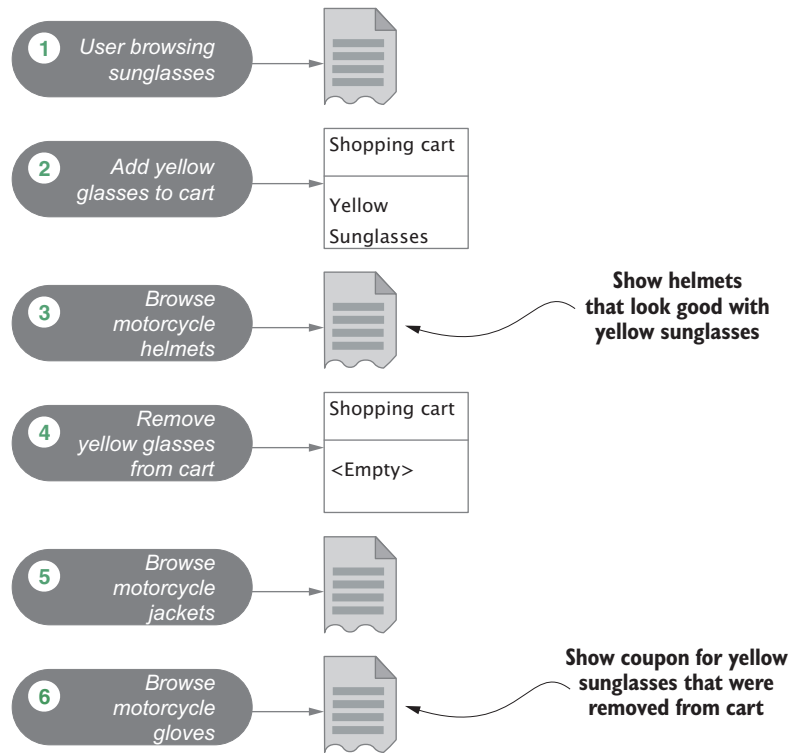 1
User browsing
sunglasses
2
Add yellow
glasses to cart
Shopping cart
Yellow
Sunglasses
3
Browse
motorcycle
helmets
Show helmets
that look good with
yellow sunglasses
4
Remove
yellow glasses
from cart
Shopping cart
<Empty>
5
Browse
motorcycle
jackets
6
Browse
motorcycle
gloves
Show coupon for yellow
sunglasses that were
removed from cart